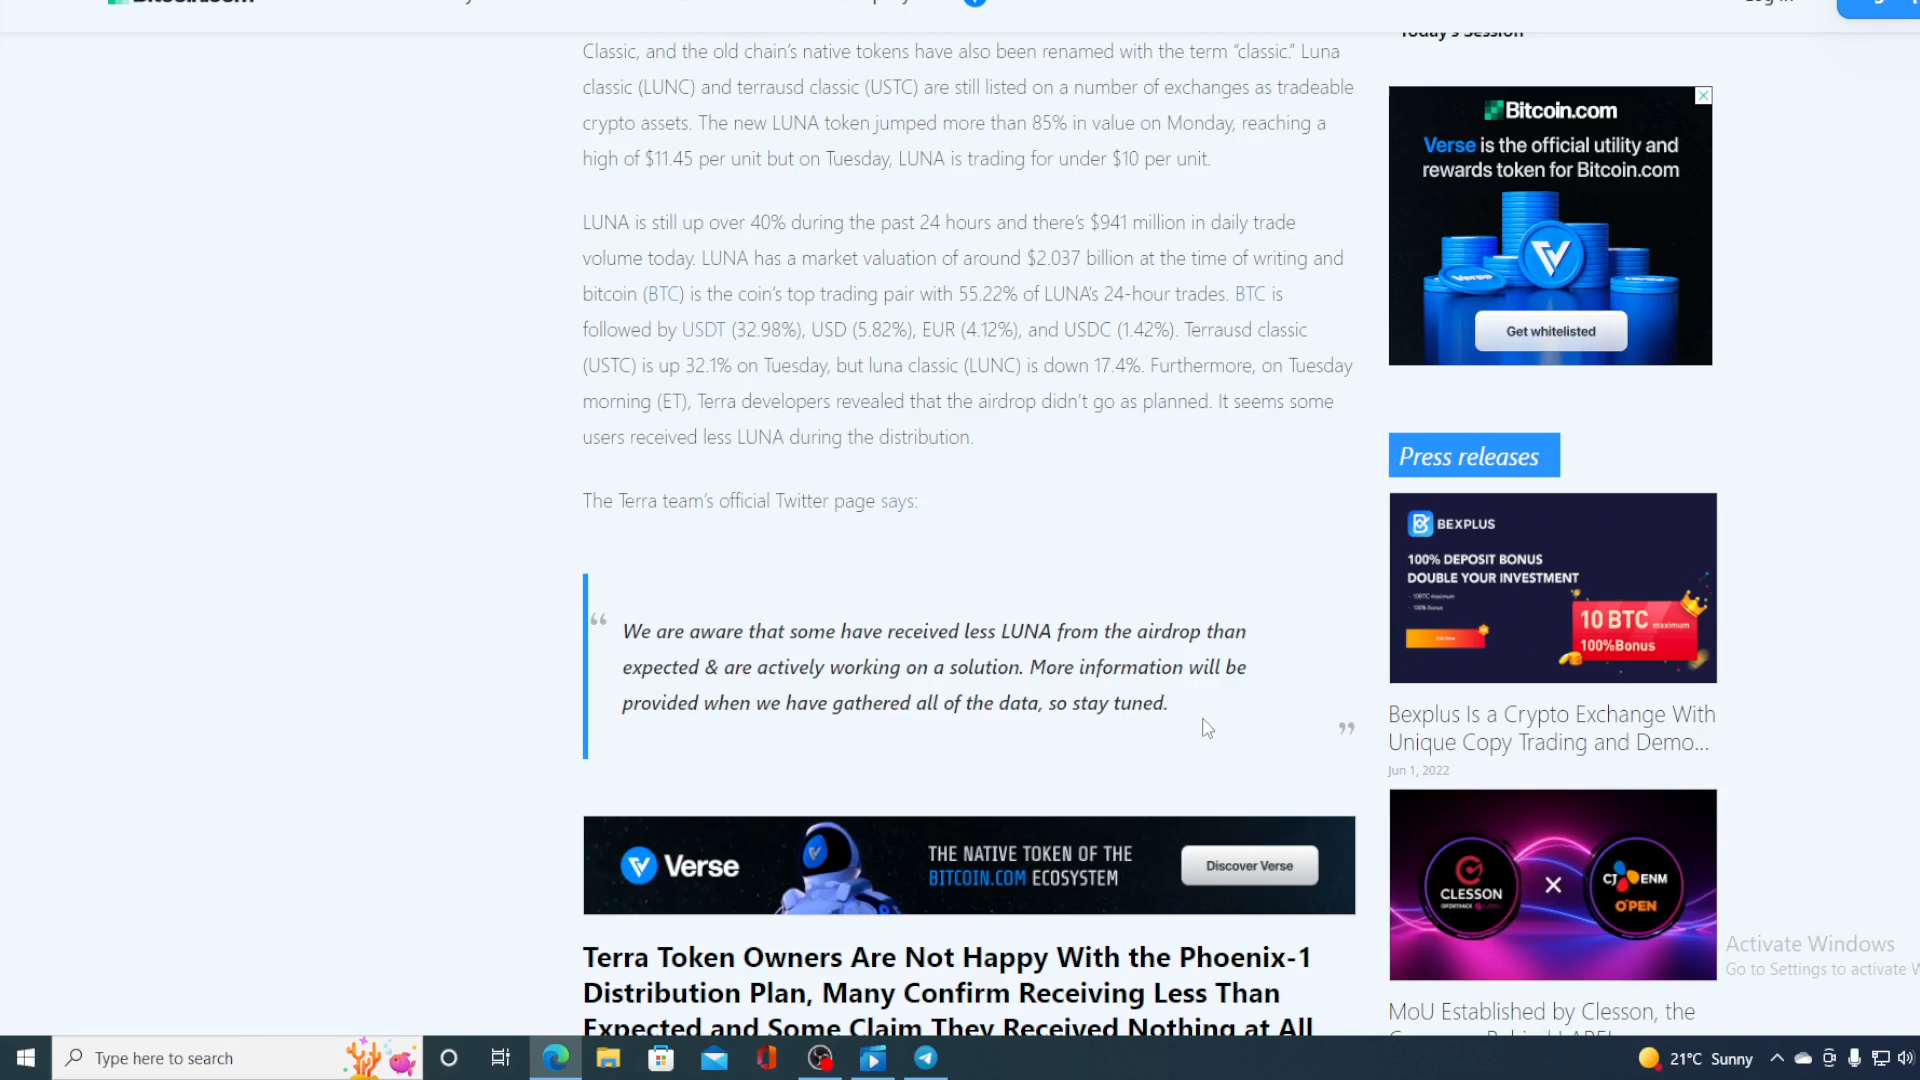 Classic, and the old chain's native tokens have also been renamed with the term “classic.” Luna
classic (LUNC) and terrausd classic (USTC) are still listed on a number of exchanges as tradeable
crypto assets. The new LUNA token jumped more than 85% in value on Monday, reaching a
high of $11.45 per unit but on Tuesday, LUNA is trading for under $10 per unit.
LUNA is still up over 40% during the past 24 hours and there's $941 million in daily trade
volume today. LUNA has a market valuation of around $2.037 billion at the time of writing and
bitcoin (BTC) is the coin's top trading pair with 55.22% of LUNA's 24-hour trades. BTC is
followed by USDT (32.98%), USD (5.82%), EUR (4.12%), and USDC (1.42%). Terrausd classic
(USTC) is up 32.1% on Tuesday, but luna classic (LUNC) is down 17.4%. Furthermore, on Tuesday
morning (ET), Terra developers revealed that the airdrop didn't go as planned. It seems some
users received less LUNA during the distribution.
The Terra team's official Twitter page says:
“ We are aware that some have received less LUNA from the airdrop than
expected & are actively working on a solution. More information will be
provided when we have gathered all of the data, so stay tuned. ”
Verse
THE NATIVE TOKEN OF THE
BITCOIN.COM ECOSYSTEM
Discover Verse
Terra Token Owners Are Not Happy With the Phoenix-1
Distribution Plan, Many Confirm Receiving Less Than
Expected and Some Claim They Received Nothing at All
Today's Session
Bitcoin.com
Verse is the official utility and
rewards token for Bitcoin.com
Get whitelisted
Press releases
BEXPLUS
100% DEPOSIT BONUS
DOUBLE YOUR INVESTMENT
10BTC maximum
100% Bonus
10 BTC maximum
100%Bonus
Bexplus Is a Crypto Exchange With
Unique Copy Trading and Demo...
Jun 1, 2022
CLESSON
X
CJ ENM
O'PEN
MoU Established by Clesson, the
Activate Windows
Go to Settings to activate W
Type here to search
21°C Sunny